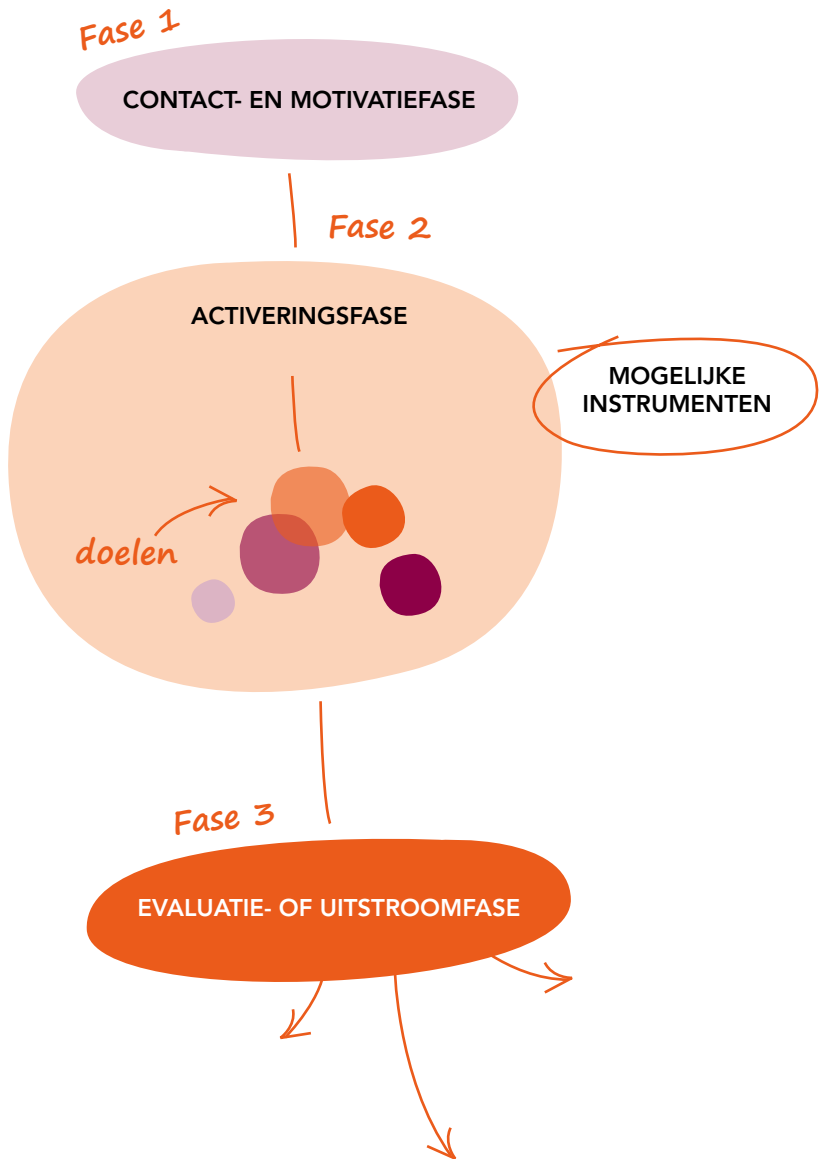 Fase 1
CONTACT- EN MOTIVATIEFASE
Fase 2
ACTIVERINGSFASE
MOGELIJKE
INSTRUMENTEN
doelen
Fase 3
EVALUATIE- OF UITSTROOMFASE